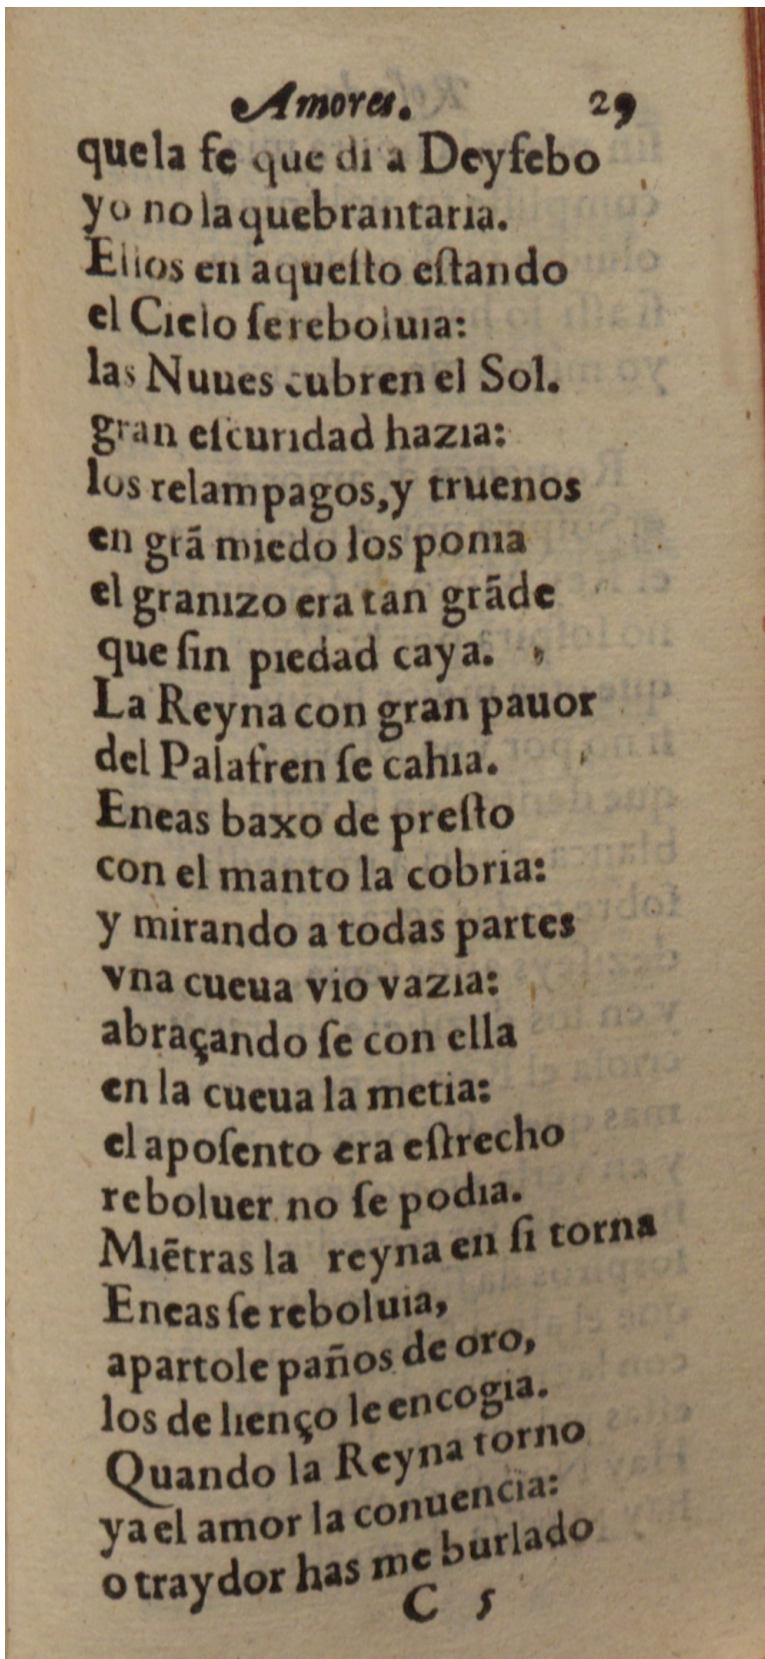 Amores. 29
que la fe que di a Deyfebo
yo no la quebrantaria.
Ellos en aquesto eſtando
el Cielo ſe reboluia:
las Nuues cubren el Sol.
gran eſcuridad hazia:
los relampagos,y truenos
en grã miedo los ponia
el granizo era tan grãde
que ſin piedad caya.
La Reyna con gran pauor
del Palafren ſe cahia.
Eneas baxo de preſto
con el manto la cobria:
y mirando a todas partes
vna cueua vio vazia:
abraçando ſe con ella
en la cueua la metia:
el apoſento era eſtrecho
reboluer no ſe podia.
Miẽtras la reyna en ſi torna
Eneas ſe reboluia,
apartole paños de oro,
los de lienço le encogia.
Quando la Reyna torno
ya el amor la conuencia:
o traydor has me burlado
C 5